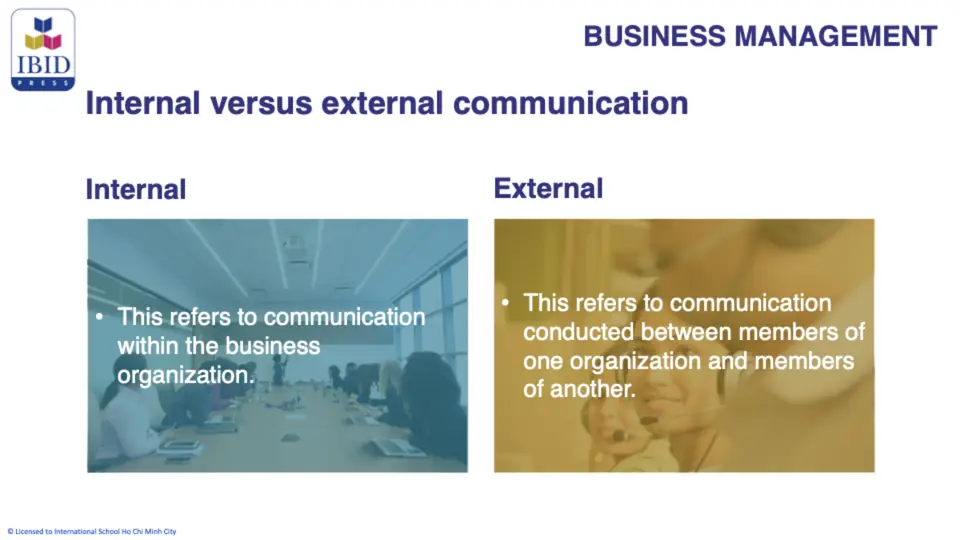 IBID
PRESS
BUSINESS MANAGEMENT
Internal versus external communication
Internal
• This refers to communication
within the business
organization.
External
• This refers to communication
conducted between members of
one organization and members
of another.
© Licensed to International School Ho Chi Minh City